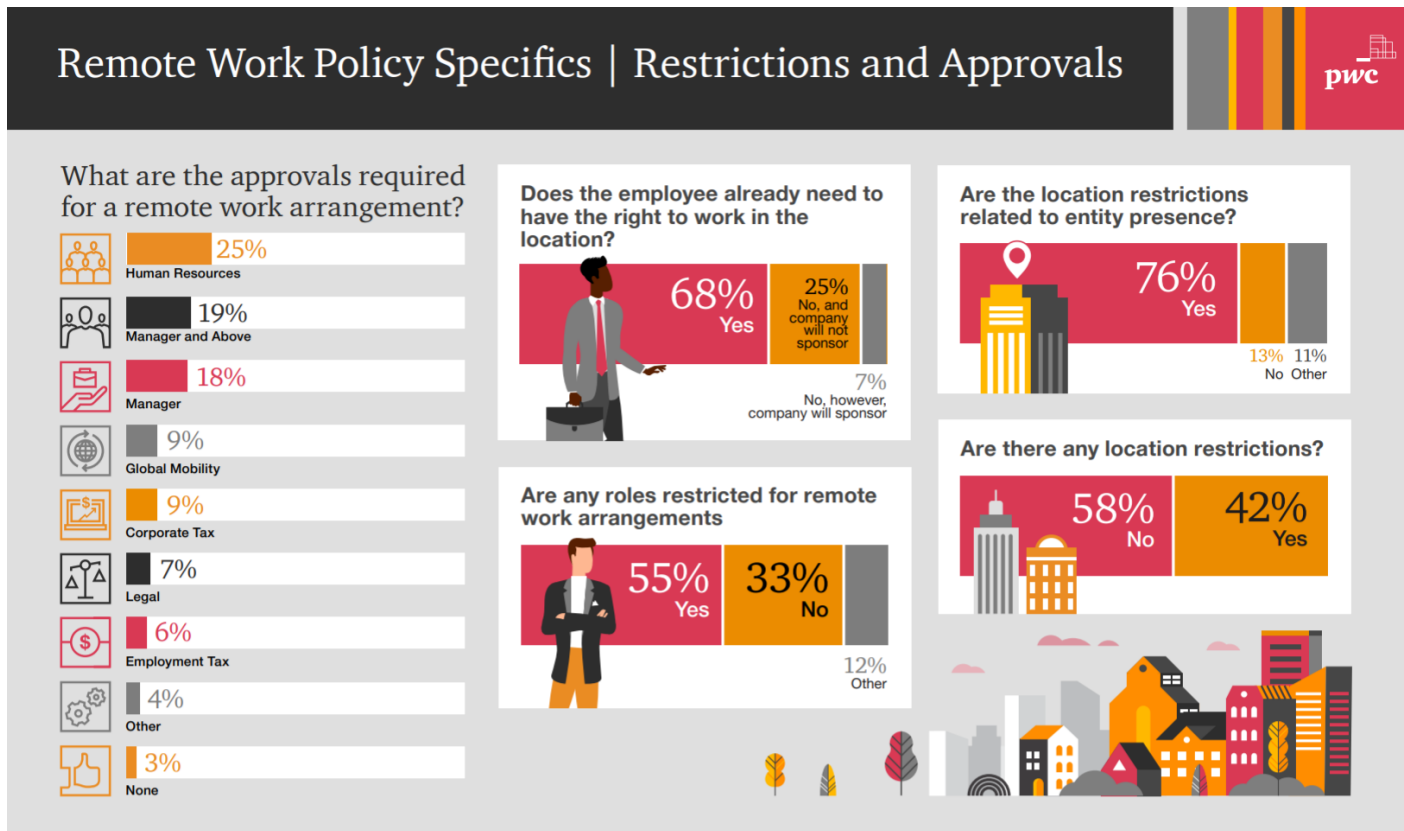 Remote Work Policy Specifics | Restrictions and Approvals
pwc
What are the approvals required
for a remote work arrangement?
25%
Human Resources
19%
Manager and Above
18%
Manager
9%
Global Mobility
9%
Corporate Tax
7%
Legal
6%
Employment Tax
4%
Other
3%
None
Does the employee already need to
have the right to work in the
location?
68%
Yes
25%
No, and
company
will not
sponsor
7%
No, however,
company will sponsor
Are any roles restricted for remote
work arrangements
55%
Yes
33%
No
12%
Other
Are the location restrictions
related to entity presence?
76%
Yes
13% 11%
No Other
Are there any location restrictions?
58%
No
42%
Yes